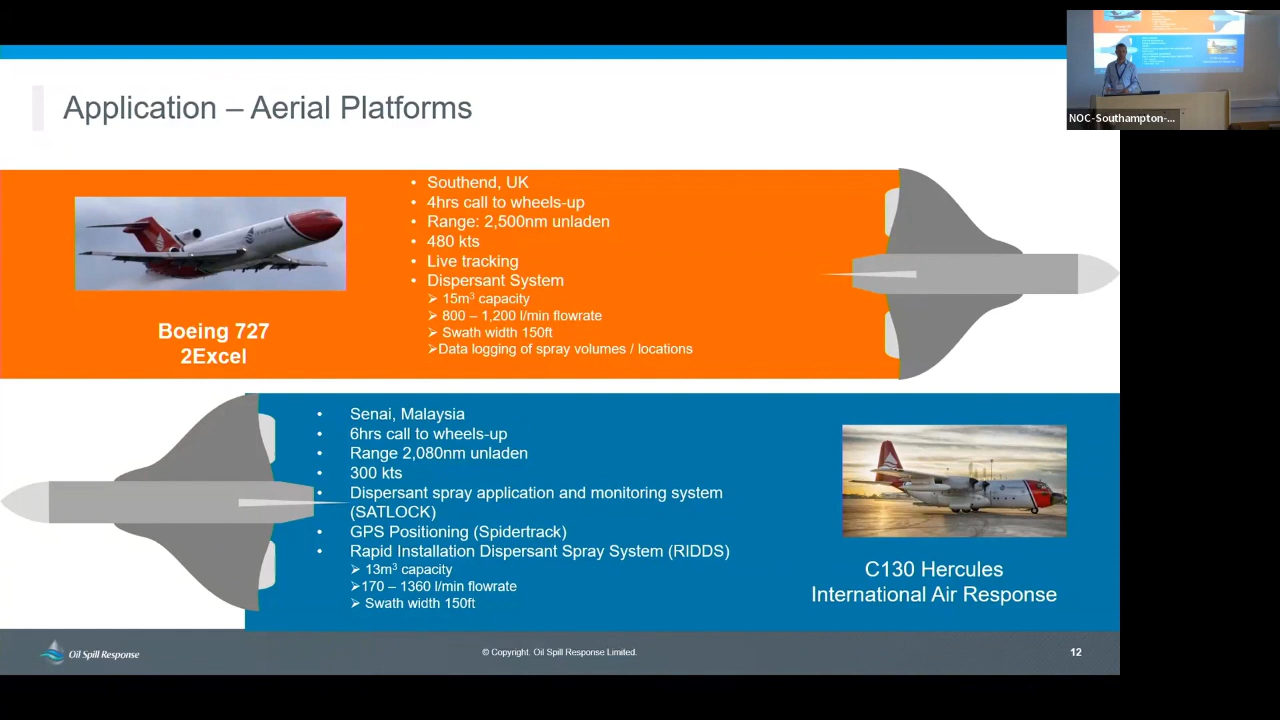 Application – Aerial Platforms
NOC-Southampton-...
• Southend, UK
• 4hrs call to wheels-up
• Range: 2,500nm unladen
• 480 kts
• Live tracking
• Dispersant System
➢ 15m³ capacity
➢ 800 – 1,200 l/min flowrate
➢ Swath width 150ft
➢Data logging of spray volumes / locations
Boeing 727
2Excel
• Senai, Malaysia
• 6hrs call to wheels-up
• Range 2,080nm unladen
• 300 kts
• Dispersant spray application and monitoring system
(SATLOCK)
• GPS Positioning (Spidertrack)
• Rapid Installation Dispersant Spray System (RIDDS)
➢ 13m³ capacity
➢170 – 1360 l/min flowrate
➢ Swath width 150ft
C130 Hercules
International Air Response
Oil Spill Response
© Copyright. Oil Spill Response Limited.
12